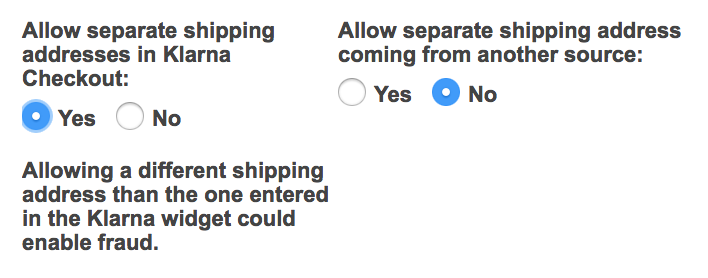 Allow separate shipping
addresses in Klarna
Checkout:
Yes No
Allow separate shipping address
coming from another source:
Yes No
Allowing a different shipping
address than the one entered
in the Klarna widget could
enable fraud.